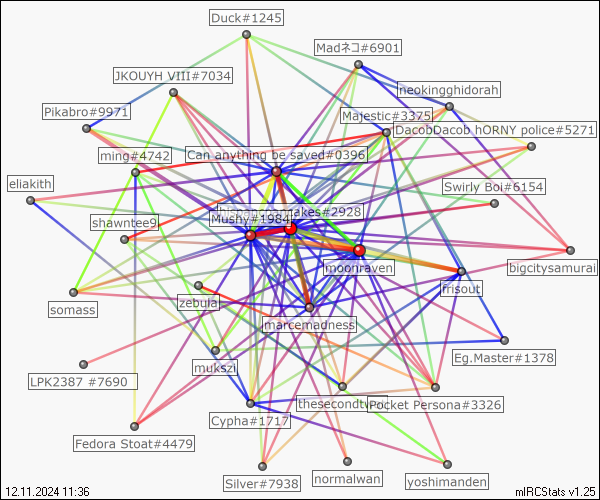 Duck#1245
Madネコ#6901
JKOUYH VIII#7034
neokingghidorah
Pikabro#9971
Majestic#3375
DacobDacob hORNY police#5271
ming#4742
Can anything be saved#0396
eliakith
Swirly Boi#6154
Mushy#1984
akes#2928
shawntee9
moonraven
bigcitysamurai
frisout
somass
zebula
marcemadness
Eg.Master#1378
mukszi
LPK2387 #7690
thesecondtw
Pocket Persona#3326
Cypha#1717
Fedora Stoat#4479
Silver#7938
normalwan
yoshimanden
12.11.2024 11:36
mIRCStats v1.25